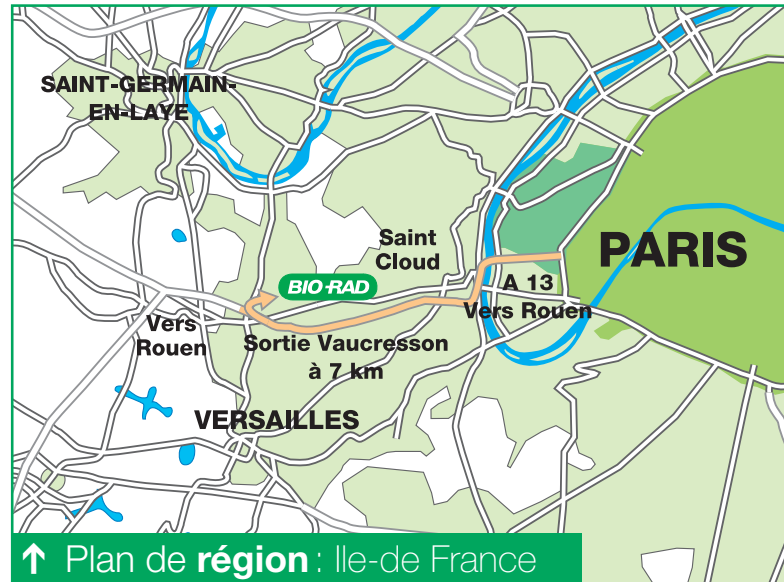 SAINT-GERMAIN-
EN-LAYE
Saint
Cloud
PARIS
BIO-RAD
A 13
Vers Rouen
Vers
Rouen
Sortie Vaucresson
à 7 km
VERSAILLES
↑ Plan de région : Ile-de France